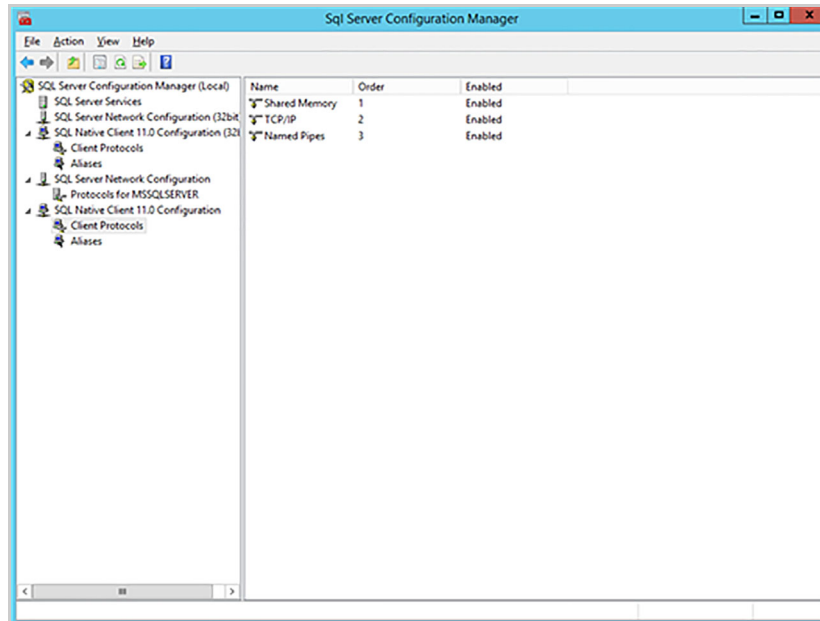 Sql Server Configuration Manager
File Action View Help
SQL Server Configuration Manager (Local)
SQL Server Services
SQL Server Network Configuration (32bit
SQL Native Client 11.0 Configuration (32
Client Protocols
Aliases
SQL Server Network Configuration
Protocols for MSSQLSERVER
SQL Native Client 11.0 Configuration
Client Protocols
Aliases
Name Order Enabled
Shared Memory 1 Enabled
TCP/IP 2 Enabled
Named Pipes 3 Enabled